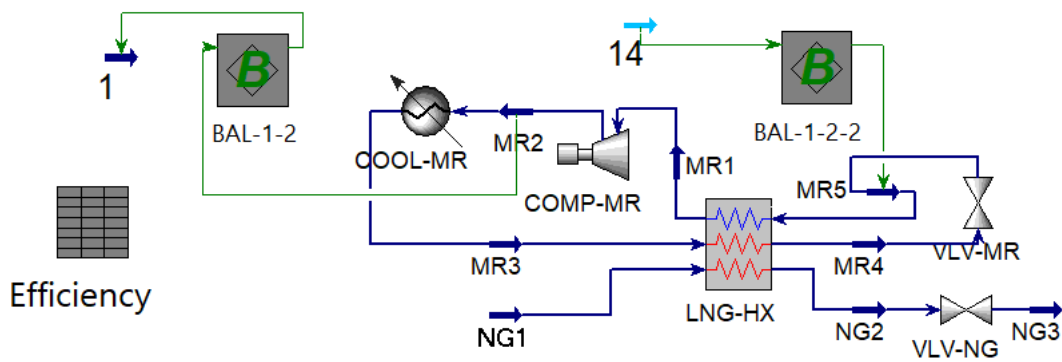 1
B
BAL-1-2
14
B
BAL-1-2-2
COOL-MR
MR2
COMP-MR
MR1
MR5
VLV-MR
MR3
MR4
LNG-HX
Efficiency
NG1
NG2
VLV-NG
NG3